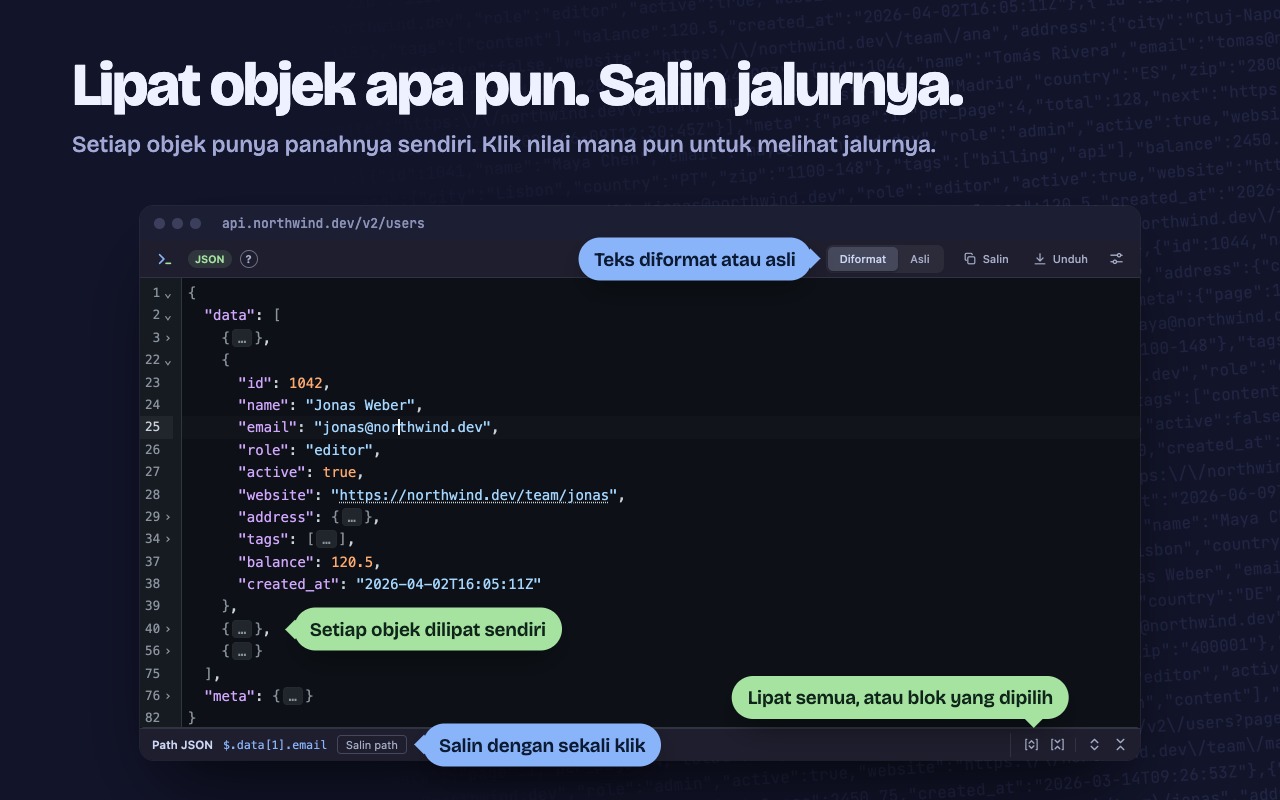 Lipat objek apa pun. Salin jalurnya.
Setiap objek punya panahnya sendiri. Klik nilai mana pun untuk melihat jalurnya.
api.northwind.dev/v2/users
JSON ? Teks diformat atau asli Diformat Asli Salin Unduh
1 {
2 "data": [
3 {…},
22 {
23 "id": 1042,
24 "name": "Jonas Weber",
25 "email": "jonas@northwind.dev",
26 "role": "editor",
27 "active": true,
28 "website": "https://northwind.dev/team/jonas",
29 "address": {…},
34 "tags": […],
37 "balance": 120.5,
38 "created_at": "2026-04-02T16:05:11Z"
39 },
40 {…}, Setiap objek dilipat sendiri
56 {…}
75 ],
76 "meta": {…}
Lipat semua, atau blok yang dipilih
82 }
Path JSON $.data[1].email Salin path Salin dengan sekali klik